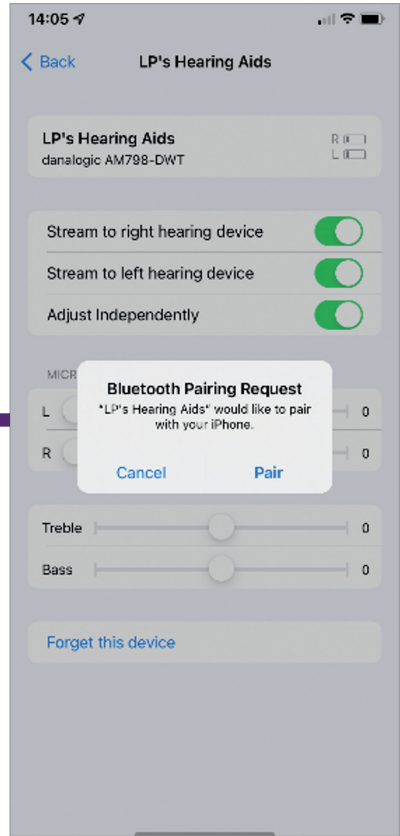 14:05
Back
LP's Hearing Aids
LP's Hearing Aids
danalogic AM798-DWT
R
L
Stream to right hearing device
Stream to left hearing device
Adjust Independently
MICR
Bluetooth Pairing Request
"LP's Hearing Aids" would like to pair
with your iPhone.
Cancel Pair
L 0
R 0
Treble 0
Bass 0
Forget this device